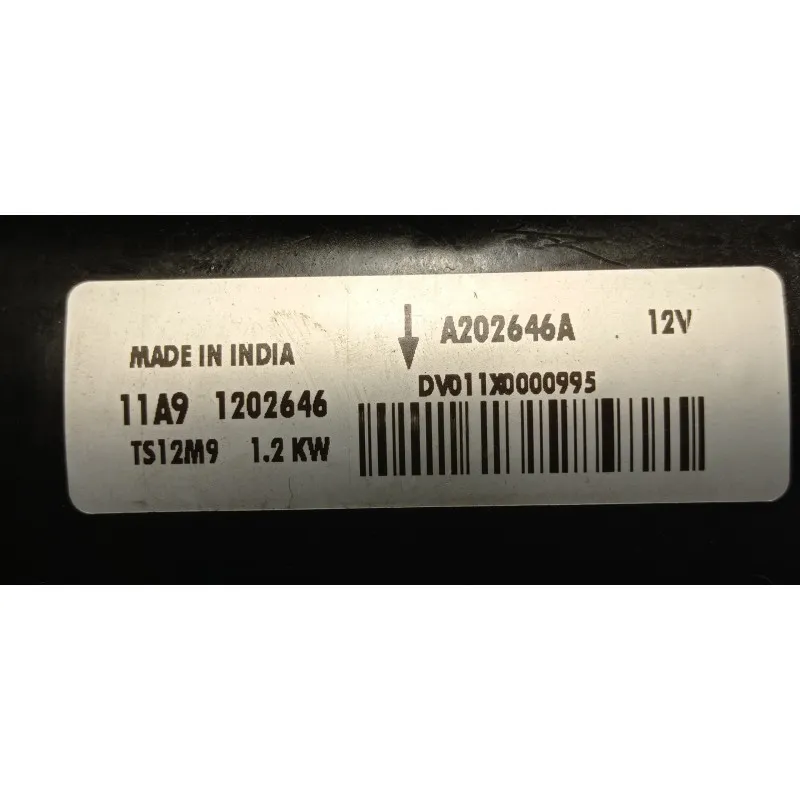 MADE IN INDIA
11A9 1202646
TS12M9 1.2 KW
A202646A 12V
DV011X0000995